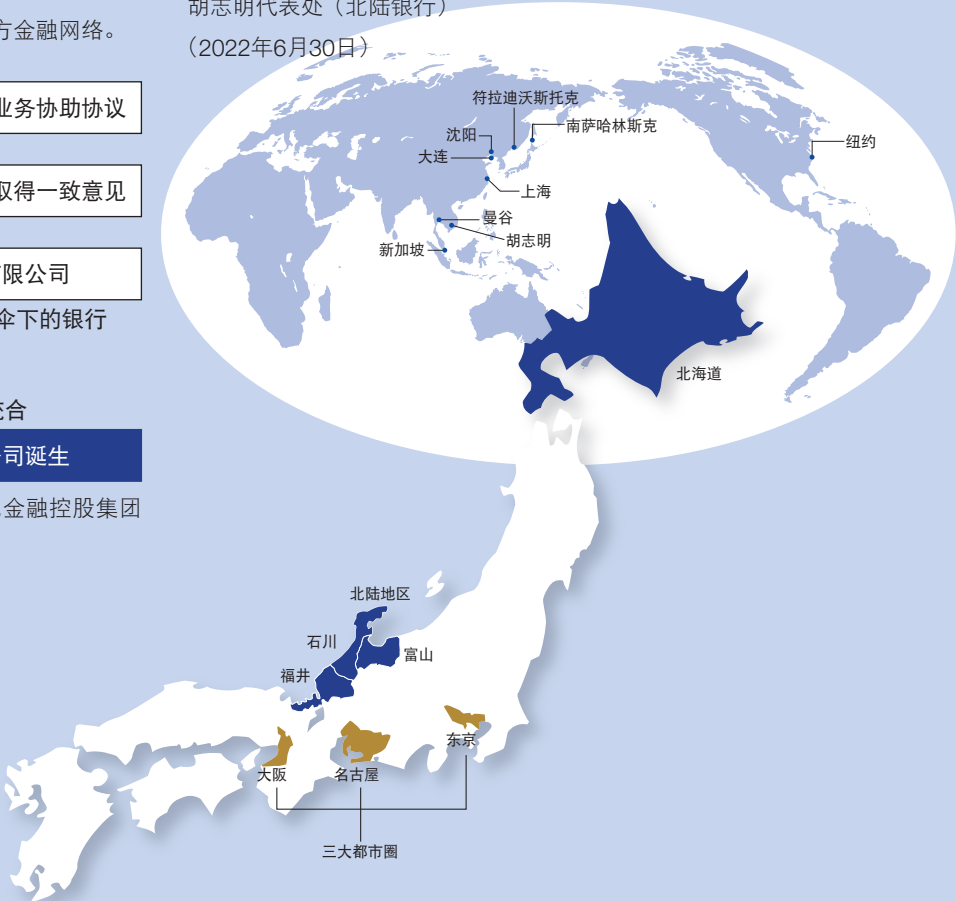 方金融网络。
业务协助协议
取得一致意见
限公司
伞下的银行
合
司诞生
金融控股集团
胡志明代表处（北陆银行）
（2022年6月30日）
符拉迪沃斯托克
沈阳
南萨哈林斯克
大连
纽约
上海
曼谷
胡志明
新加坡
北海道
北陆地区
石川
富山
福井
东京
大阪
名古屋
三大都市圈